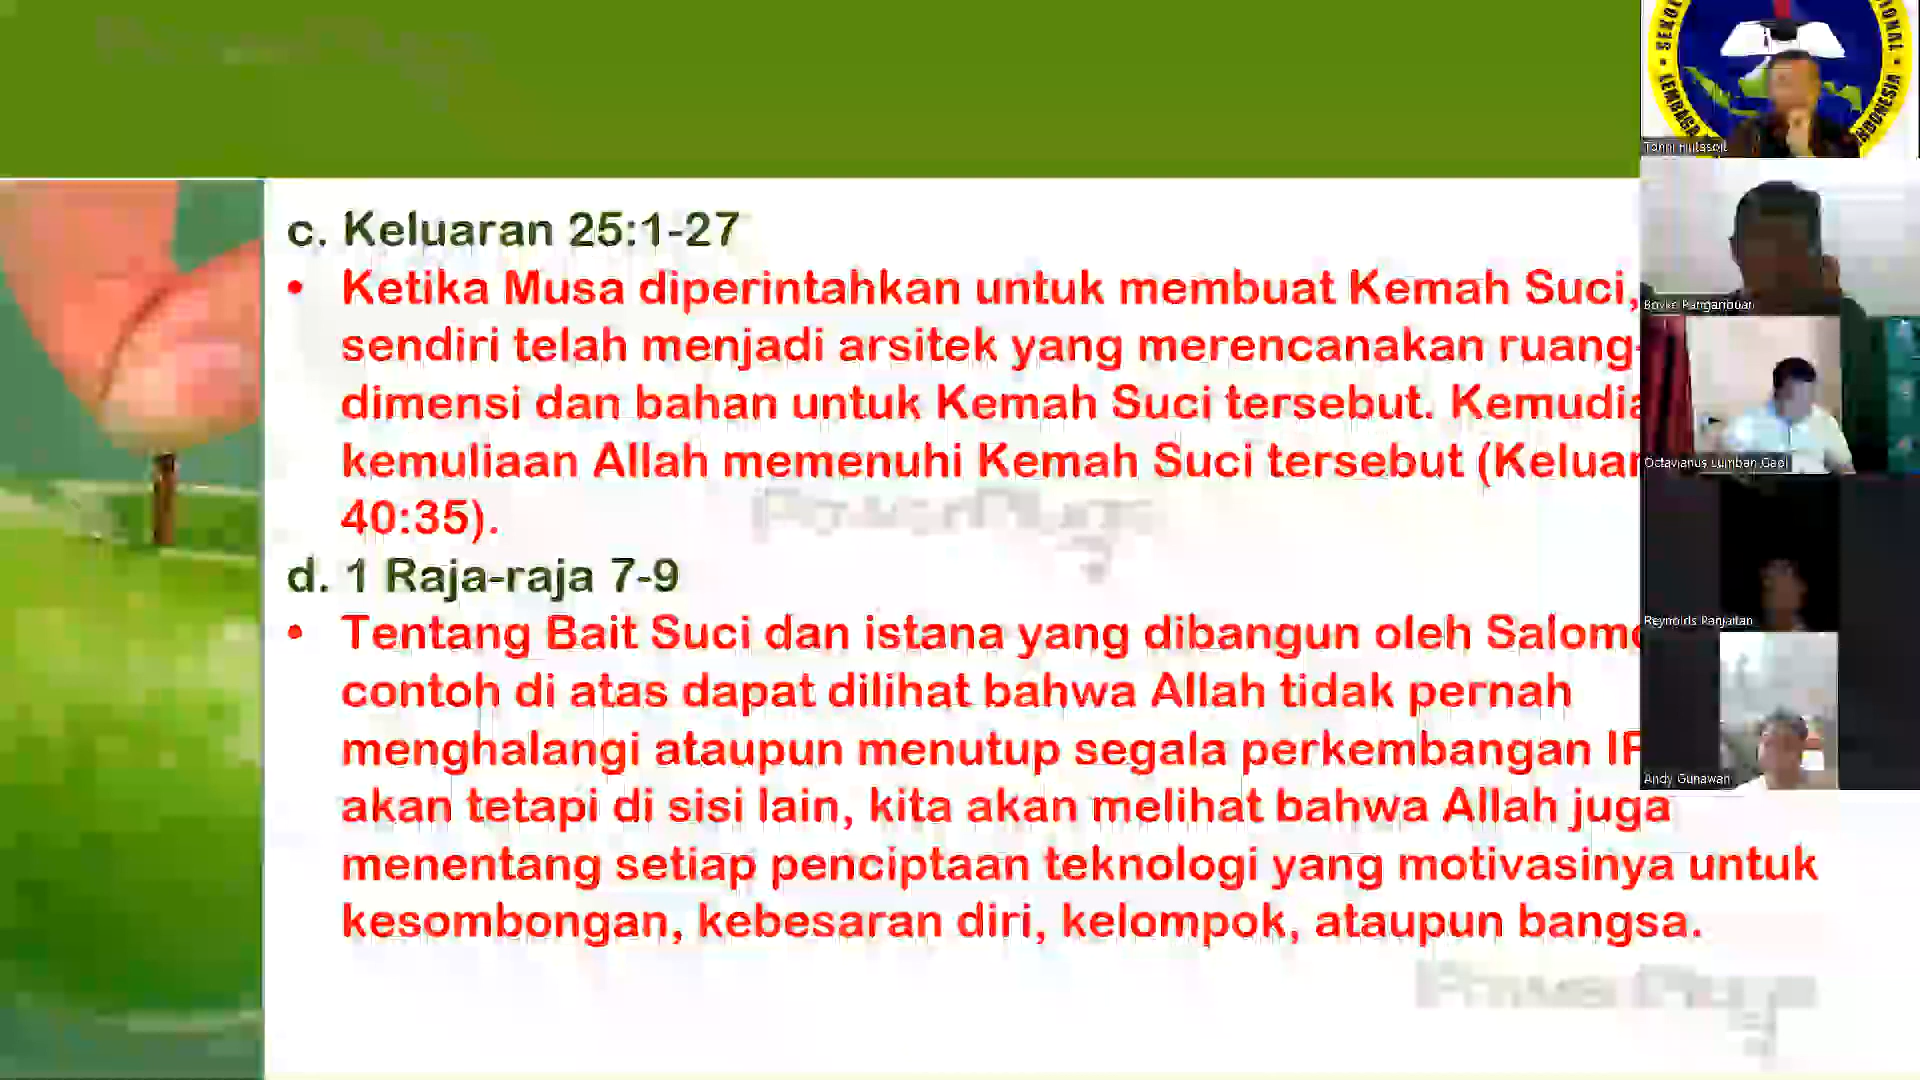 c. Keluaran 25:1-27
• Ketika Musa diperintahkan untuk membuat Kemah Suci,
sendiri telah menjadi arsitek yang merencanakan ruang-
dimensi dan bahan untuk Kemah Suci tersebut.
kemuliaan Allah memenuhi Kemah Suci tersebut
40:35).
d. 1 Raja-raja 7-9
• Tentang Bait Suci dan istana yang dibangun oleh
contoh di atas dapat dilihat bahwa Allah tidak pernah
menghalangi ataupun menutup segala perkembangan
akan tetapi di sisi lain, kita akan melihat bahwa Allah juga
menentang setiap penciptaan teknologi yang motivasinya untuk
kesombongan, kebesaran diri, kelompok, ataupun bangsa.
LEMBAGA
INDONESIA
Boyke Pangaribuan
Octavianus Lumban Gaol
Reynolds Panjaitan
Andy Gunawan
PowerPlugs